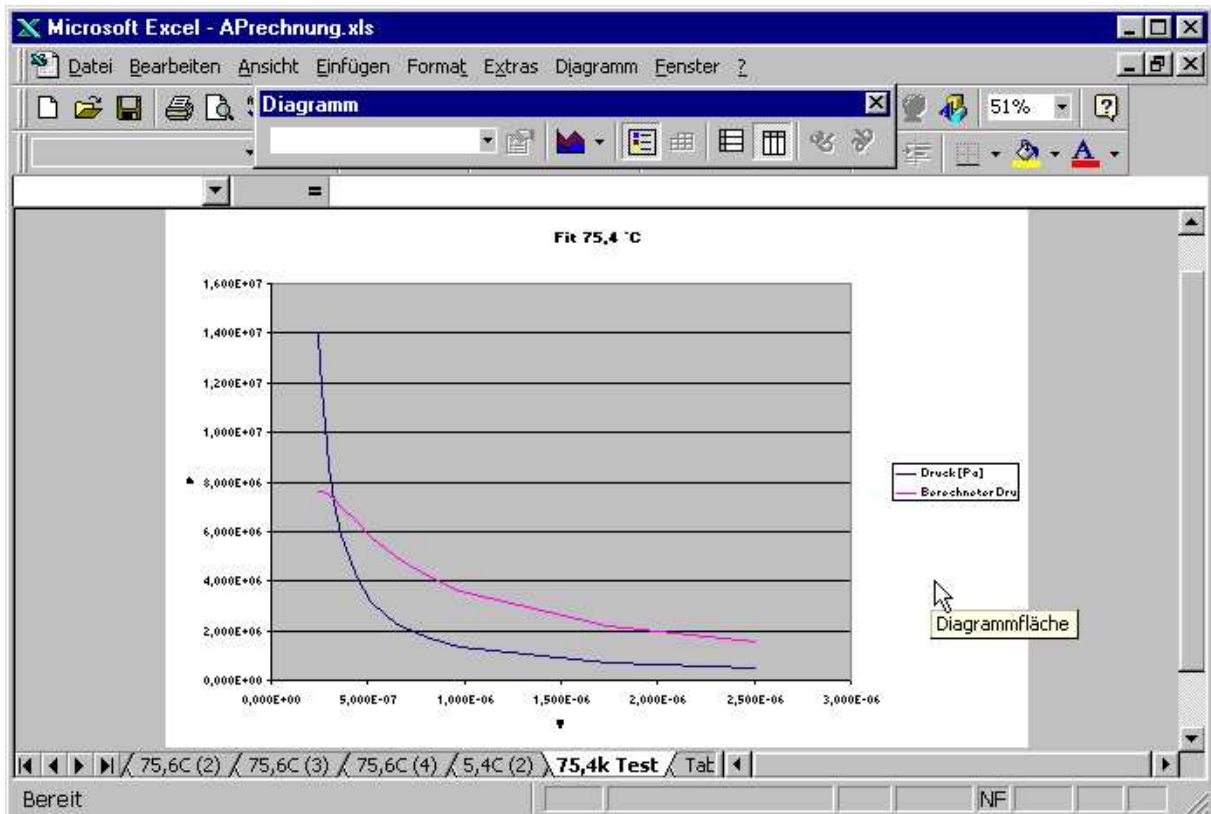 Microsoft Excel - APrechnung.xls
Datei Bearbeiten Ansicht Einfügen Format Extras Diagramm Fenster ?
Diagramm
51%
=
Fit 75,4 °C
1,600E+07
1,400E+07
1,200E+07
1,000E+07
8,000E+06
6,000E+06
4,000E+06
2,000E+06
0,000E+00
0,000E+00 5,000E-07 1,000E-06 1,500E-06 2,000E-06 2,500E-06 3,000E-06
Druck [Pa]
Berechneter Dru
Diagrammfläche
75,6C (2) 75,6C (3) 75,6C (4) 5,4C (2) 75,4k Test Tab
Bereit
NF